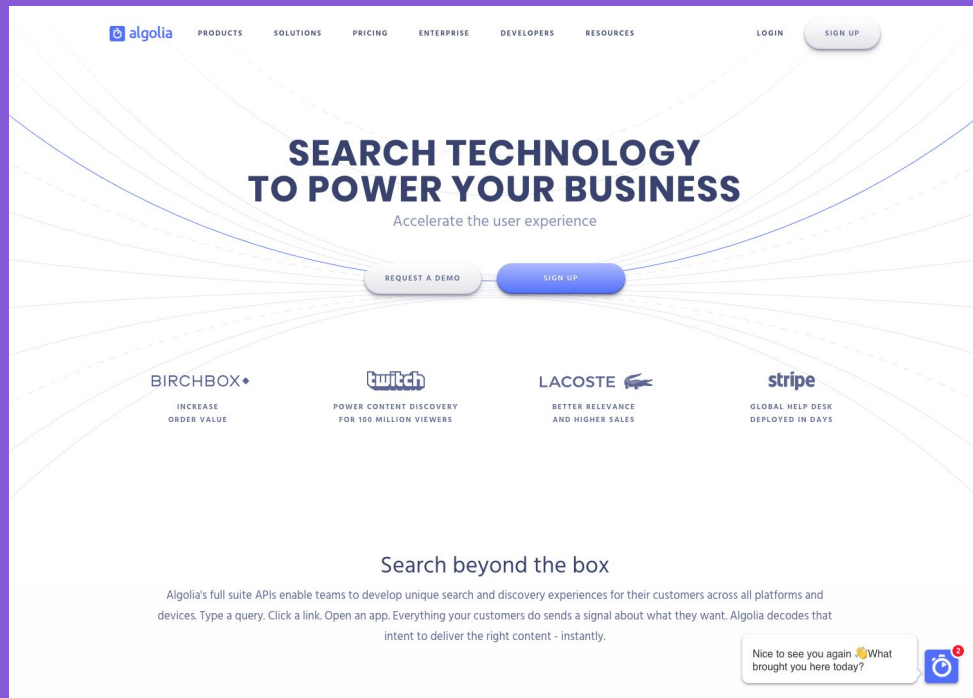 algolia
PRODUCTS
SOLUTIONS
PRICING
ENTERPRISE
DEVELOPERS
RESOURCES
LOGIN
SIGN UP
SEARCH TECHNOLOGY
TO POWER YOUR BUSINESS
Accelerate the user experience
REQUEST A DEMO
SIGN UP
BIRCHBOX
INCREASE
ORDER VALUE
twitch
POWER CONTENT DISCOVERY
FOR 100 MILLION VIEWERS
LACOSTE
BETTER RELEVANCE
AND HIGHER SALES
stripe
GLOBAL HELP DESK
DEPLOYED IN DAYS
Search beyond the box
Algolia's full suite APIs enable teams to develop unique search and discovery experiences for their customers across all platforms and
devices. Type a query. Click a link. Open an app. Everything your customers do sends a signal about what they want. Algolia decodes that
intent to deliver the right content - instantly.
Nice to see you again 👋What
brought you here today?
2